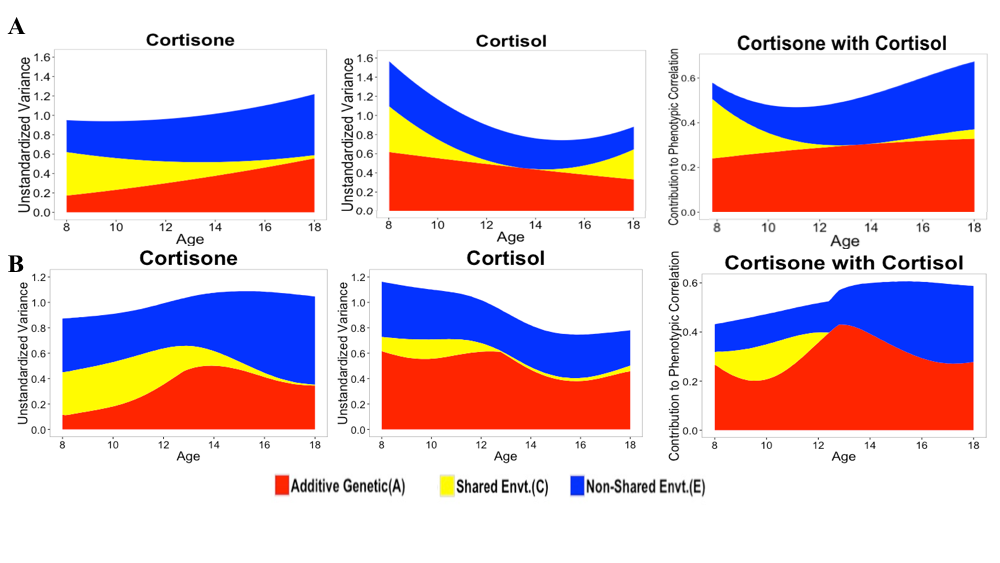 A
Cortisone
Unstandardized Variance
1.6
1.4
1.2
1.0
0.8
0.6
0.4
0.2
0.0
8 10 12 14 16 18
Age
Cortisol
Unstandardized Variance
1.6
1.4
1.2
1.0
0.8
0.6
0.4
0.2
0.0
8 10 12 14 16 18
Age
Cortisone with Cortisol
Contribution to Phenotypic Correlation
0.6
0.4
0.2
0.0
8 10 12 14 16 18
Age
B
Cortisone
Unstandardized Variance
1.2
1.0
0.8
0.6
0.4
0.2
0.0
8 10 12 14 16 18
Age
Cortisol
Unstandardized Variance
1.2
1.0
0.8
0.6
0.4
0.2
0.0
8 10 12 14 16 18
Age
Cortisone with Cortisol
Contribution to Phenotypic Correlation
0.6
0.4
0.2
0.0
8 10 12 14 16 18
Age
Additive Genetic(A) Shared Envt.(C) Non-Shared Envt.(E)